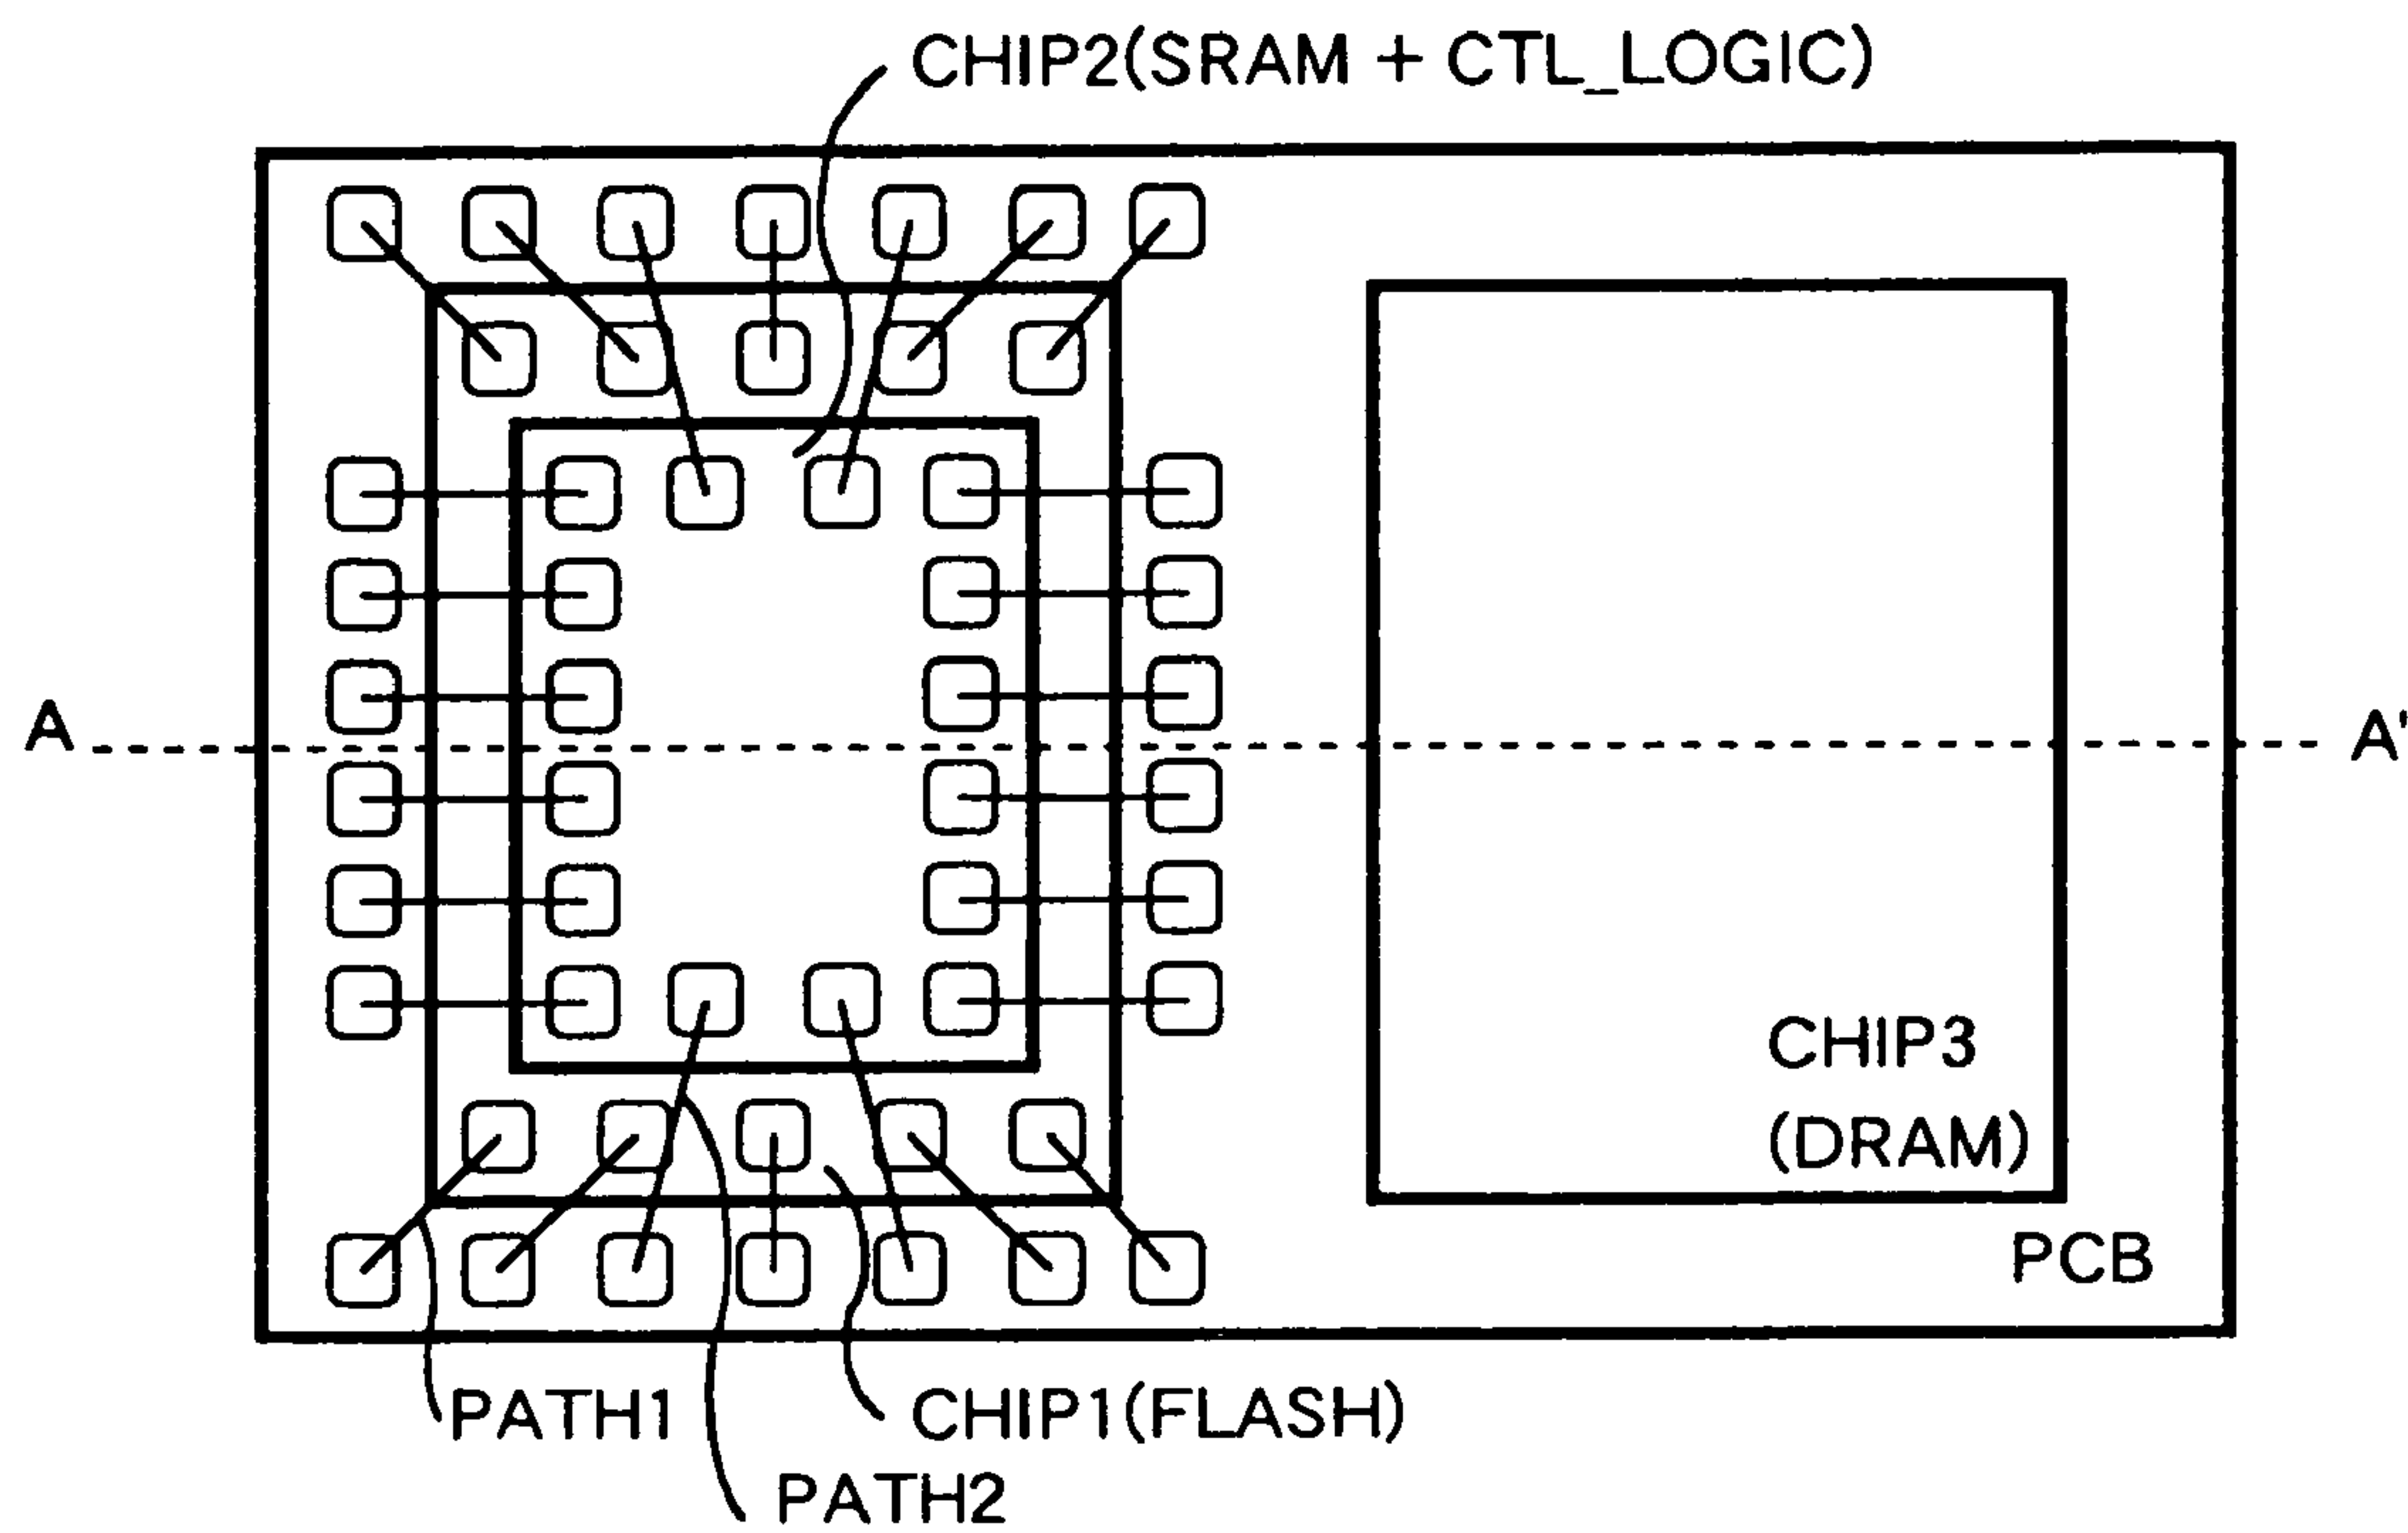 CHIP2(SRAM + CTL_LOGIC)
A
A'
CHIP3
(DRAM)
PCB
PATH1
CHIP1(FLASH)
PATH2